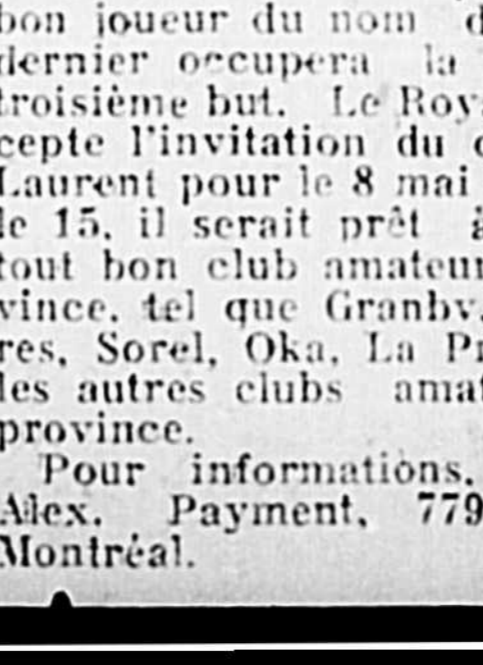 bon joueur du nom d
dernier occupera la
troisième but. Le Roy
cepte l'invitation du
Laurent pour le 8 mai
le 15, il serait prêt à
tout bon club amateur
vince, tel que Granby,
res, Sorel, Oka, La Pr
les autres clubs amat
province.
Pour informations,
Alex. Payment, 779
Montréal.